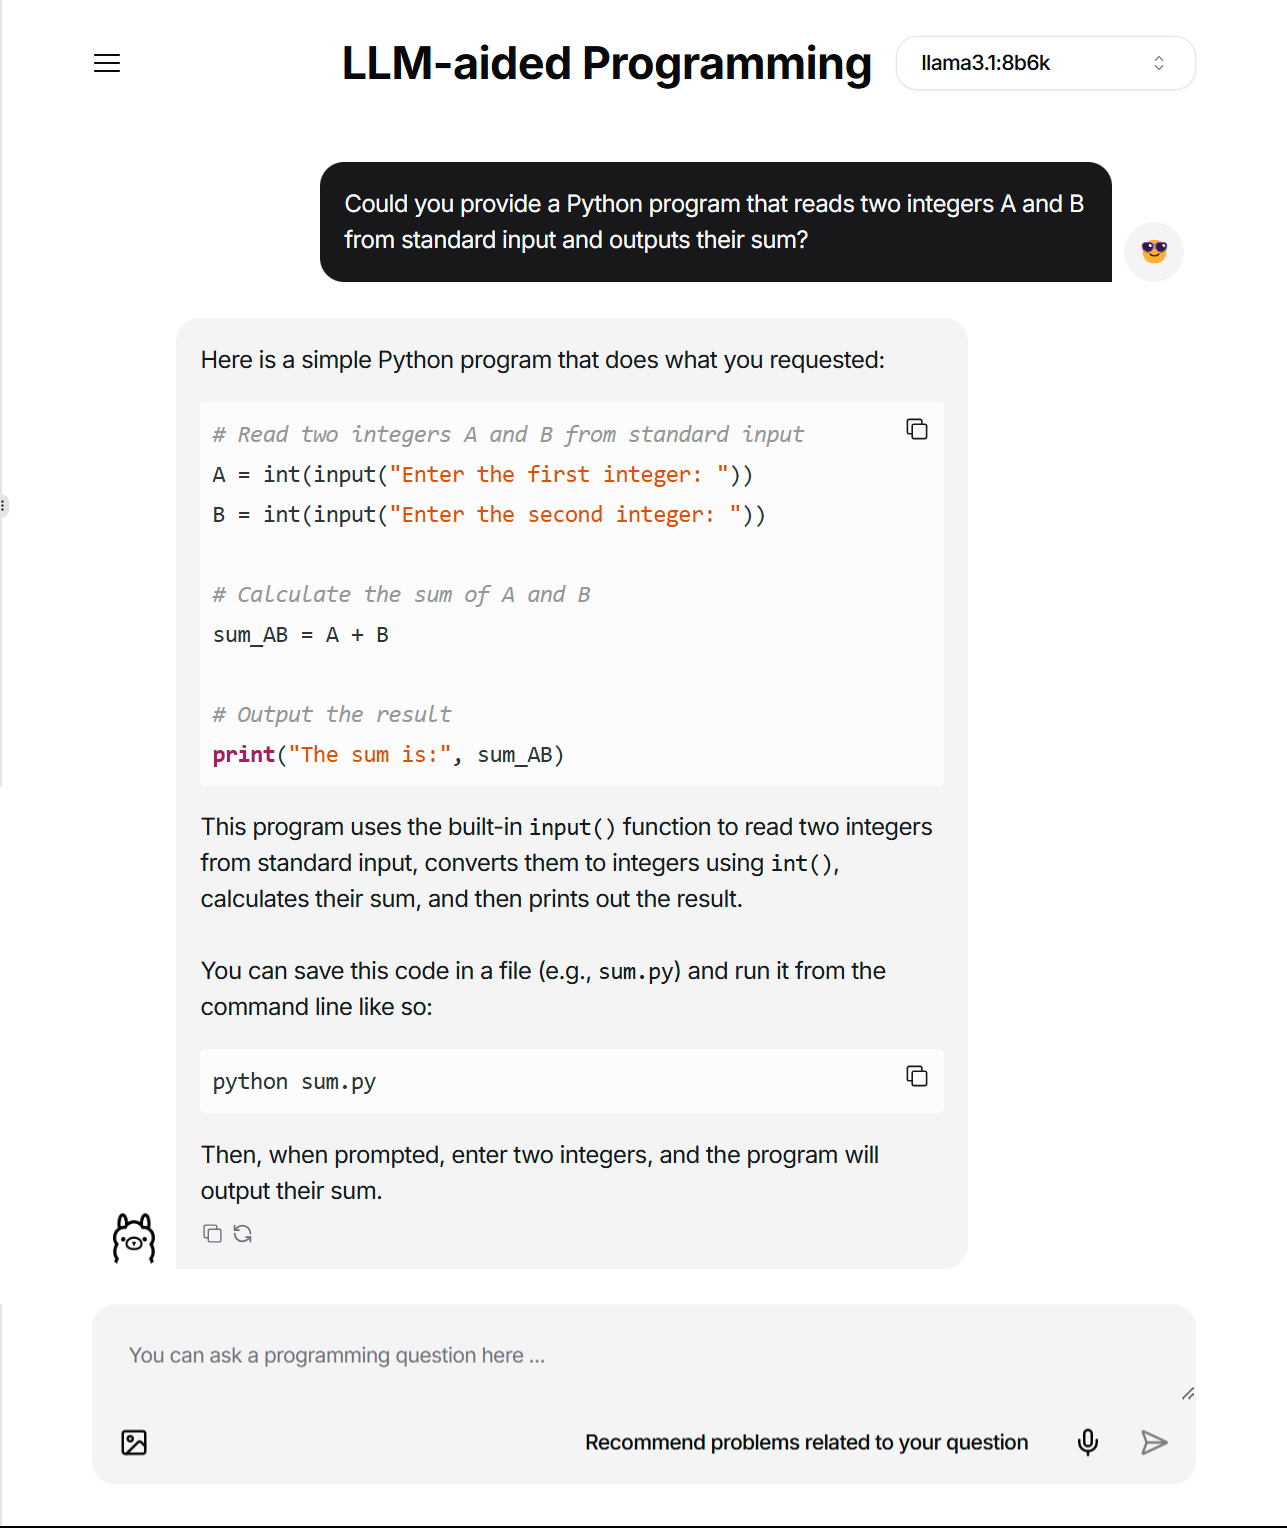 LLM-aided Programming
llama3.1:8b6k
Could you provide a Python program that reads two integers A and B
from standard input and outputs their sum?
Here is a simple Python program that does what you requested:
# Read two integers A and B from standard input
A = int(input("Enter the first integer: "))
B = int(input("Enter the second integer: "))
# Calculate the sum of A and B
sum_AB = A + B
# Output the result
print("The sum is:", sum_AB)
This program uses the built-in input() function to read two integers
from standard input, converts them to integers using int(),
calculates their sum, and then prints out the result.
You can save this code in a file (e.g., sum.py) and run it from the
command line like so:
python sum.py
Then, when prompted, enter two integers, and the program will
output their sum.
You can ask a programming question here ...
Recommend problems related to your question